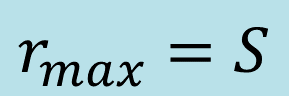 r_max = S